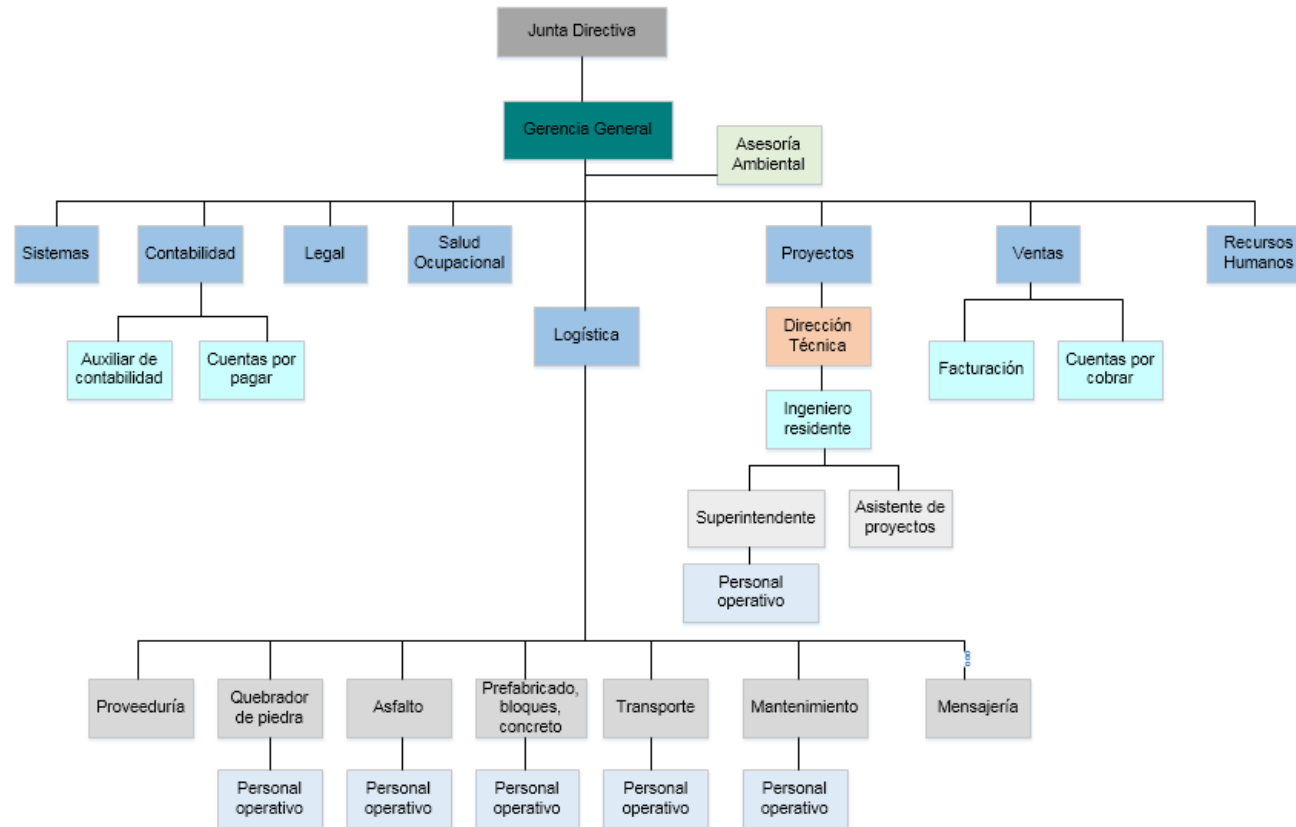 Junta Directiva
Gerencia General
Asesoría
Ambiental
Sistemas
Contabilidad
Legal
Salud
Ocupacional
Proyectos
Ventas
Recursos
Humanos
Logística
Dirección
Técnica
Auxiliar de
contabilidad
Cuentas por
pagar
Facturación
Cuentas por
cobrar
Ingeniero
residente
Superintendente
Asistente de
proyectos
Personal
operativo
Proveeduría
Quebrador
de piedra
Asfalto
Prefabricado,
bloques,
concreto
Transporte
Mantenimiento
Mensajería
Personal
operativo
Personal
operativo
Personal
operativo
Personal
operativo
Personal
operativo